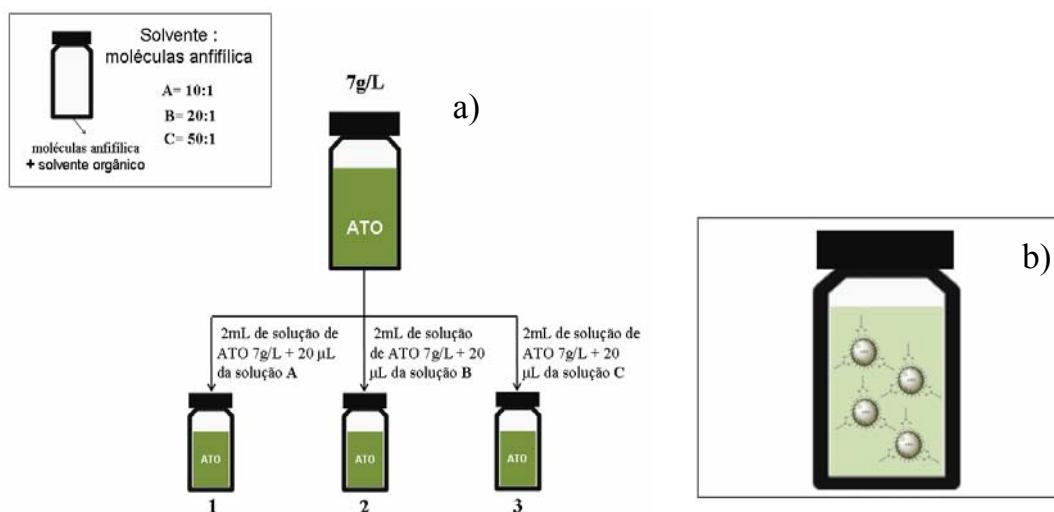 Solvente :
moléculas anfifílica
A= 10:1
B= 20:1
C= 50:1
moléculas anfifílica
+ solvente orgânico
7g/L
a)
ATO
2mL de solução de
ATO 7g/L + 20 µL
da solução A
2mL de solução
de ATO 7g/L + 20
µL da solução B
2mL de solução de
ATO 7g/L + 20
µL da solução C
ATO
ATO
ATO
1
2
3
b)